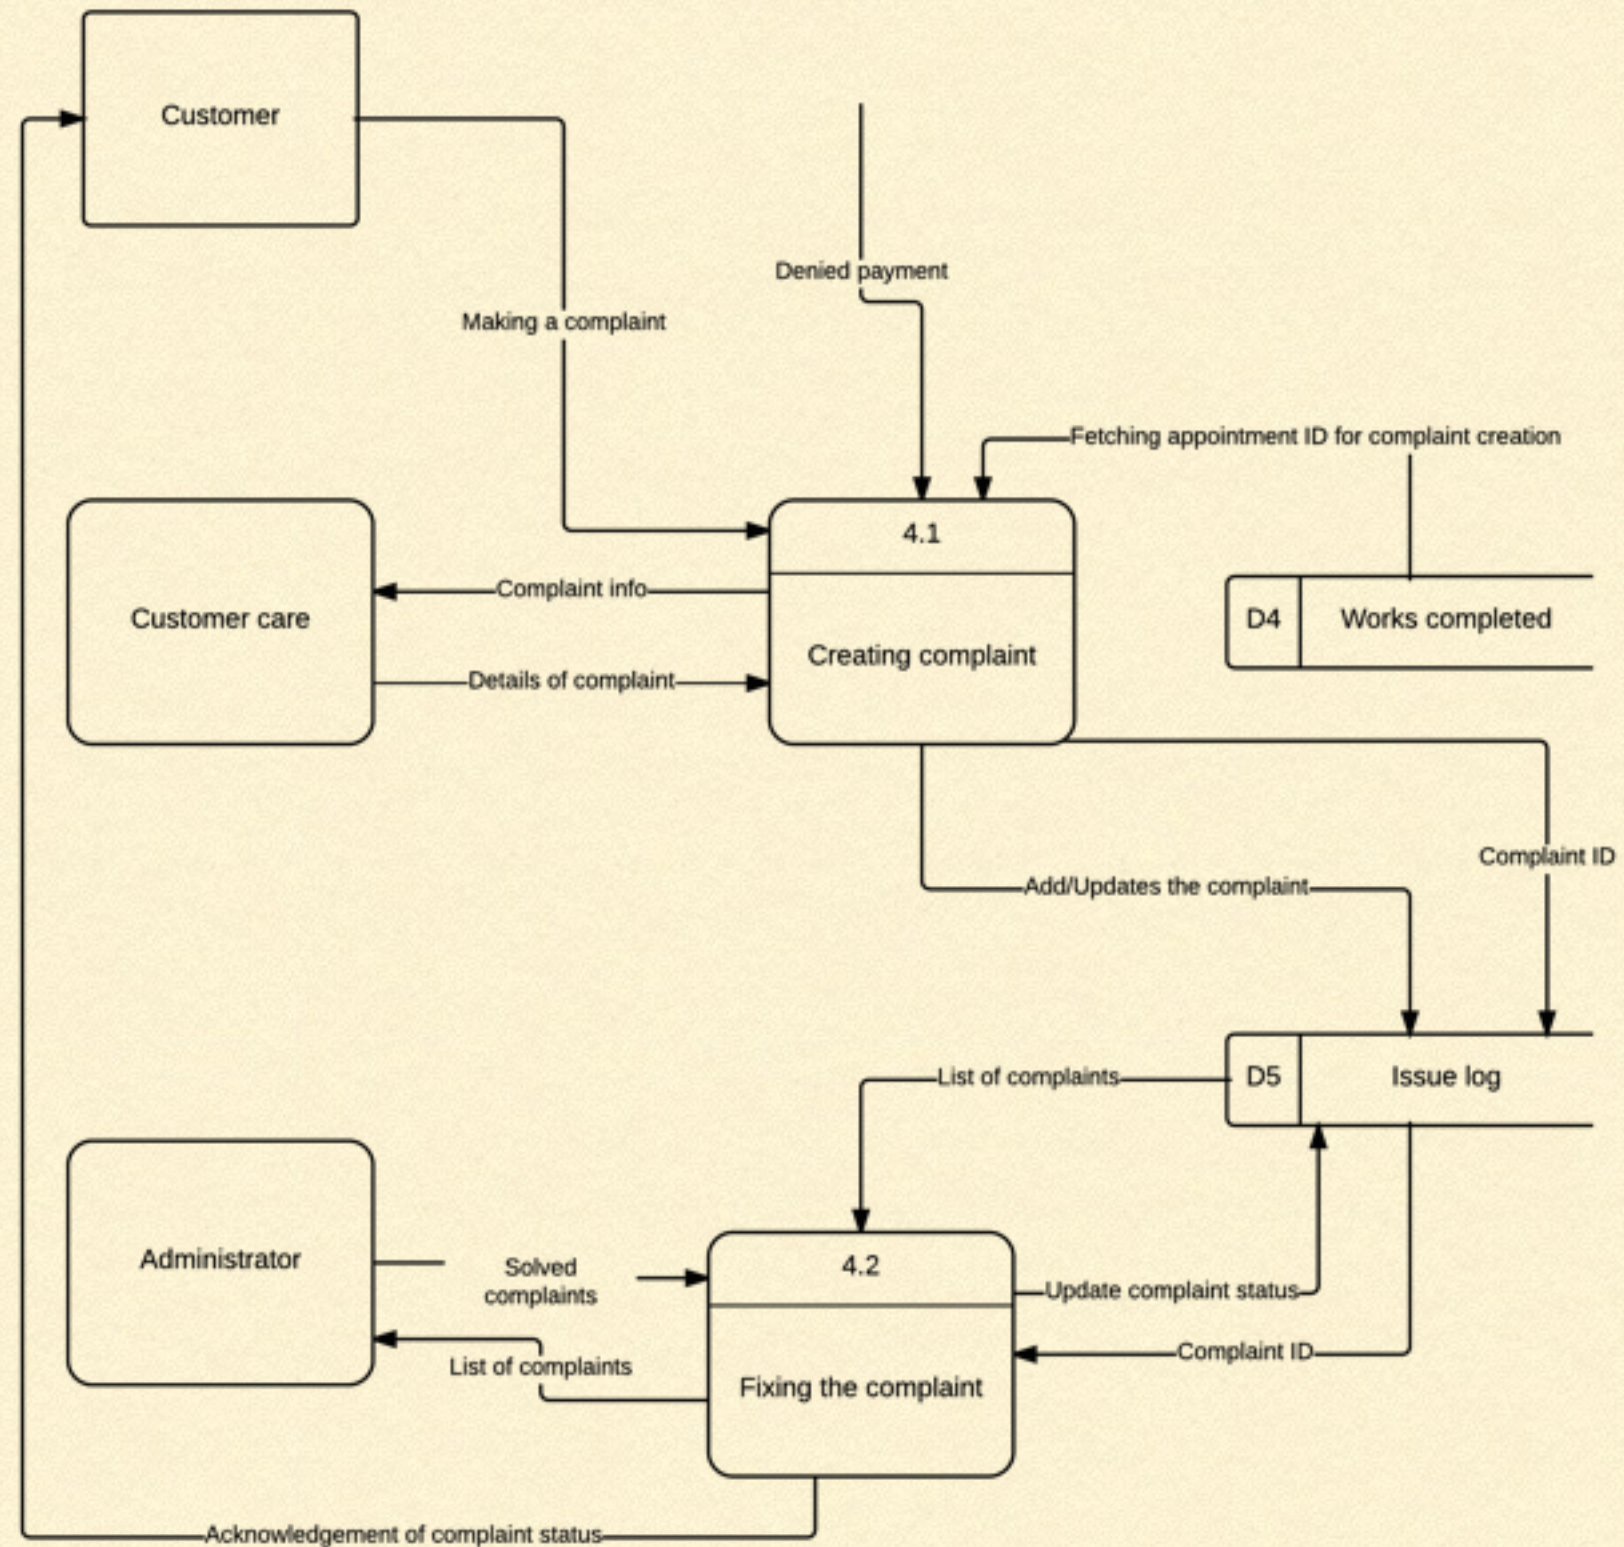 Customer
Denied payment
Making a complaint
Fetching appointment ID for complaint creation
4.1
Complaint info
Customer care
D4
Works completed
Creating complaint
Details of complaint
Complaint ID
Add/Updates the complaint
List of complaints
D5
Issue log
Administrator
Solved
complaints
4.2
Update complaint status
Complaint ID
List of complaints
Fixing the complaint
Acknowledgement of complaint status